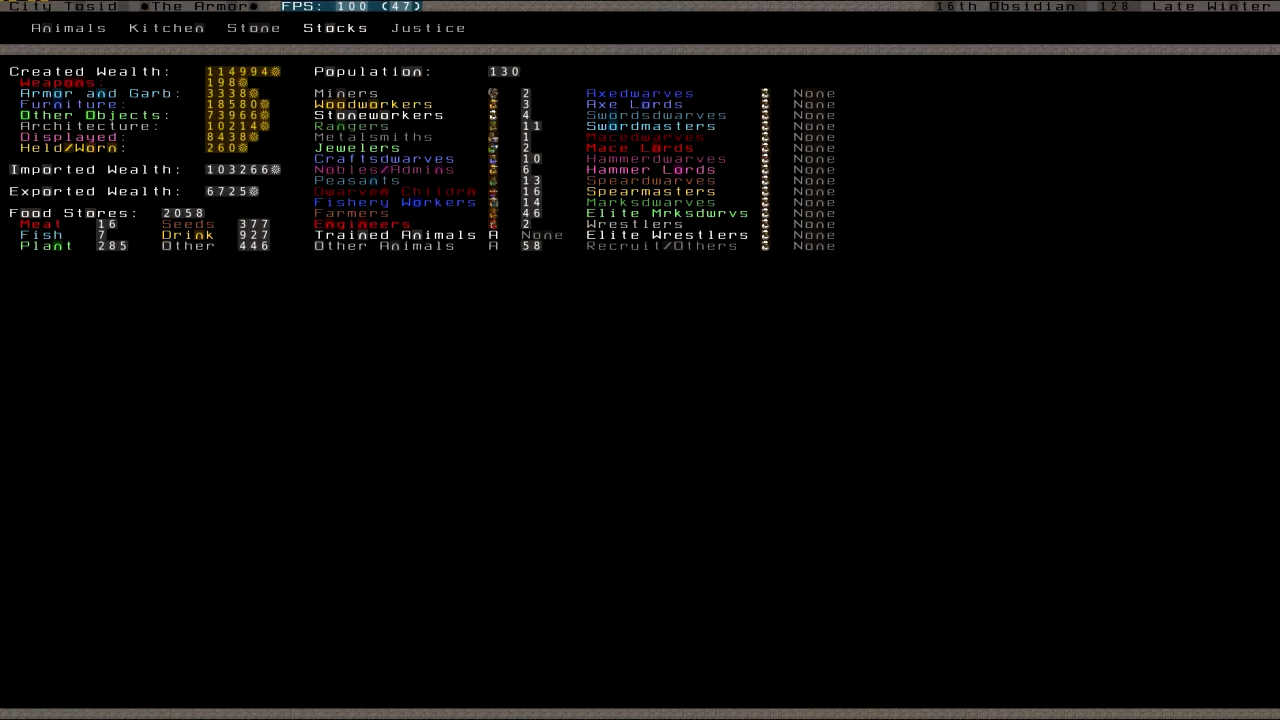 City Tosid •The Armor• FPS: 100 (47) 16th Obsidian 128 Late Winter
Animals Kitchen Stone Stocks Justice
Created Wealth: 114994☼ Population: 130
Weapons: 198☼
Armor and Garb: 3338☼ Miners 2 Axedwarves None
Furniture: 18580☼ Woodworkers 3 Axe Lords None
Other Objects: 73966☼ Stoneworkers 4 Swordsdwarves None
Architecture: 10214☼ Rangers 11 Swordmasters None
Displayed: 8438☼ Metalsmiths 1 Macedwarves None
Held/Worn: 260☼ Jewelers 2 Mace Lords None
Craftsdwarves 10 Hammerdwarves None
Imported Wealth: 103266☼ Nobles/Admins 6 Hammer Lords None
Peasants 13 Speardwarves None
Exported Wealth: 6725☼ Dwarven Childrn 16 Spearmasters None
Fishery Workers 14 Marksdwarves None
Food Stores: 2058 Farmers 46 Elite Mrksdwrvs None
Meat 16 Seeds 377 Engineers 2 Wrestlers None
Fish 7 Drink 927 Trained Animals A None Elite Wrestlers None
Plant 285 Other 446 Other Animals A 58 Recruit/Others None